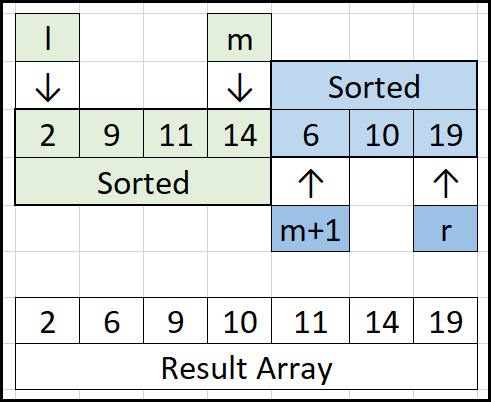 l m
↓ ↓ Sorted
2 9 11 14 6 10 19
Sorted ↑ ↑
m+1 r
2 6 9 10 11 14 19
Result Array